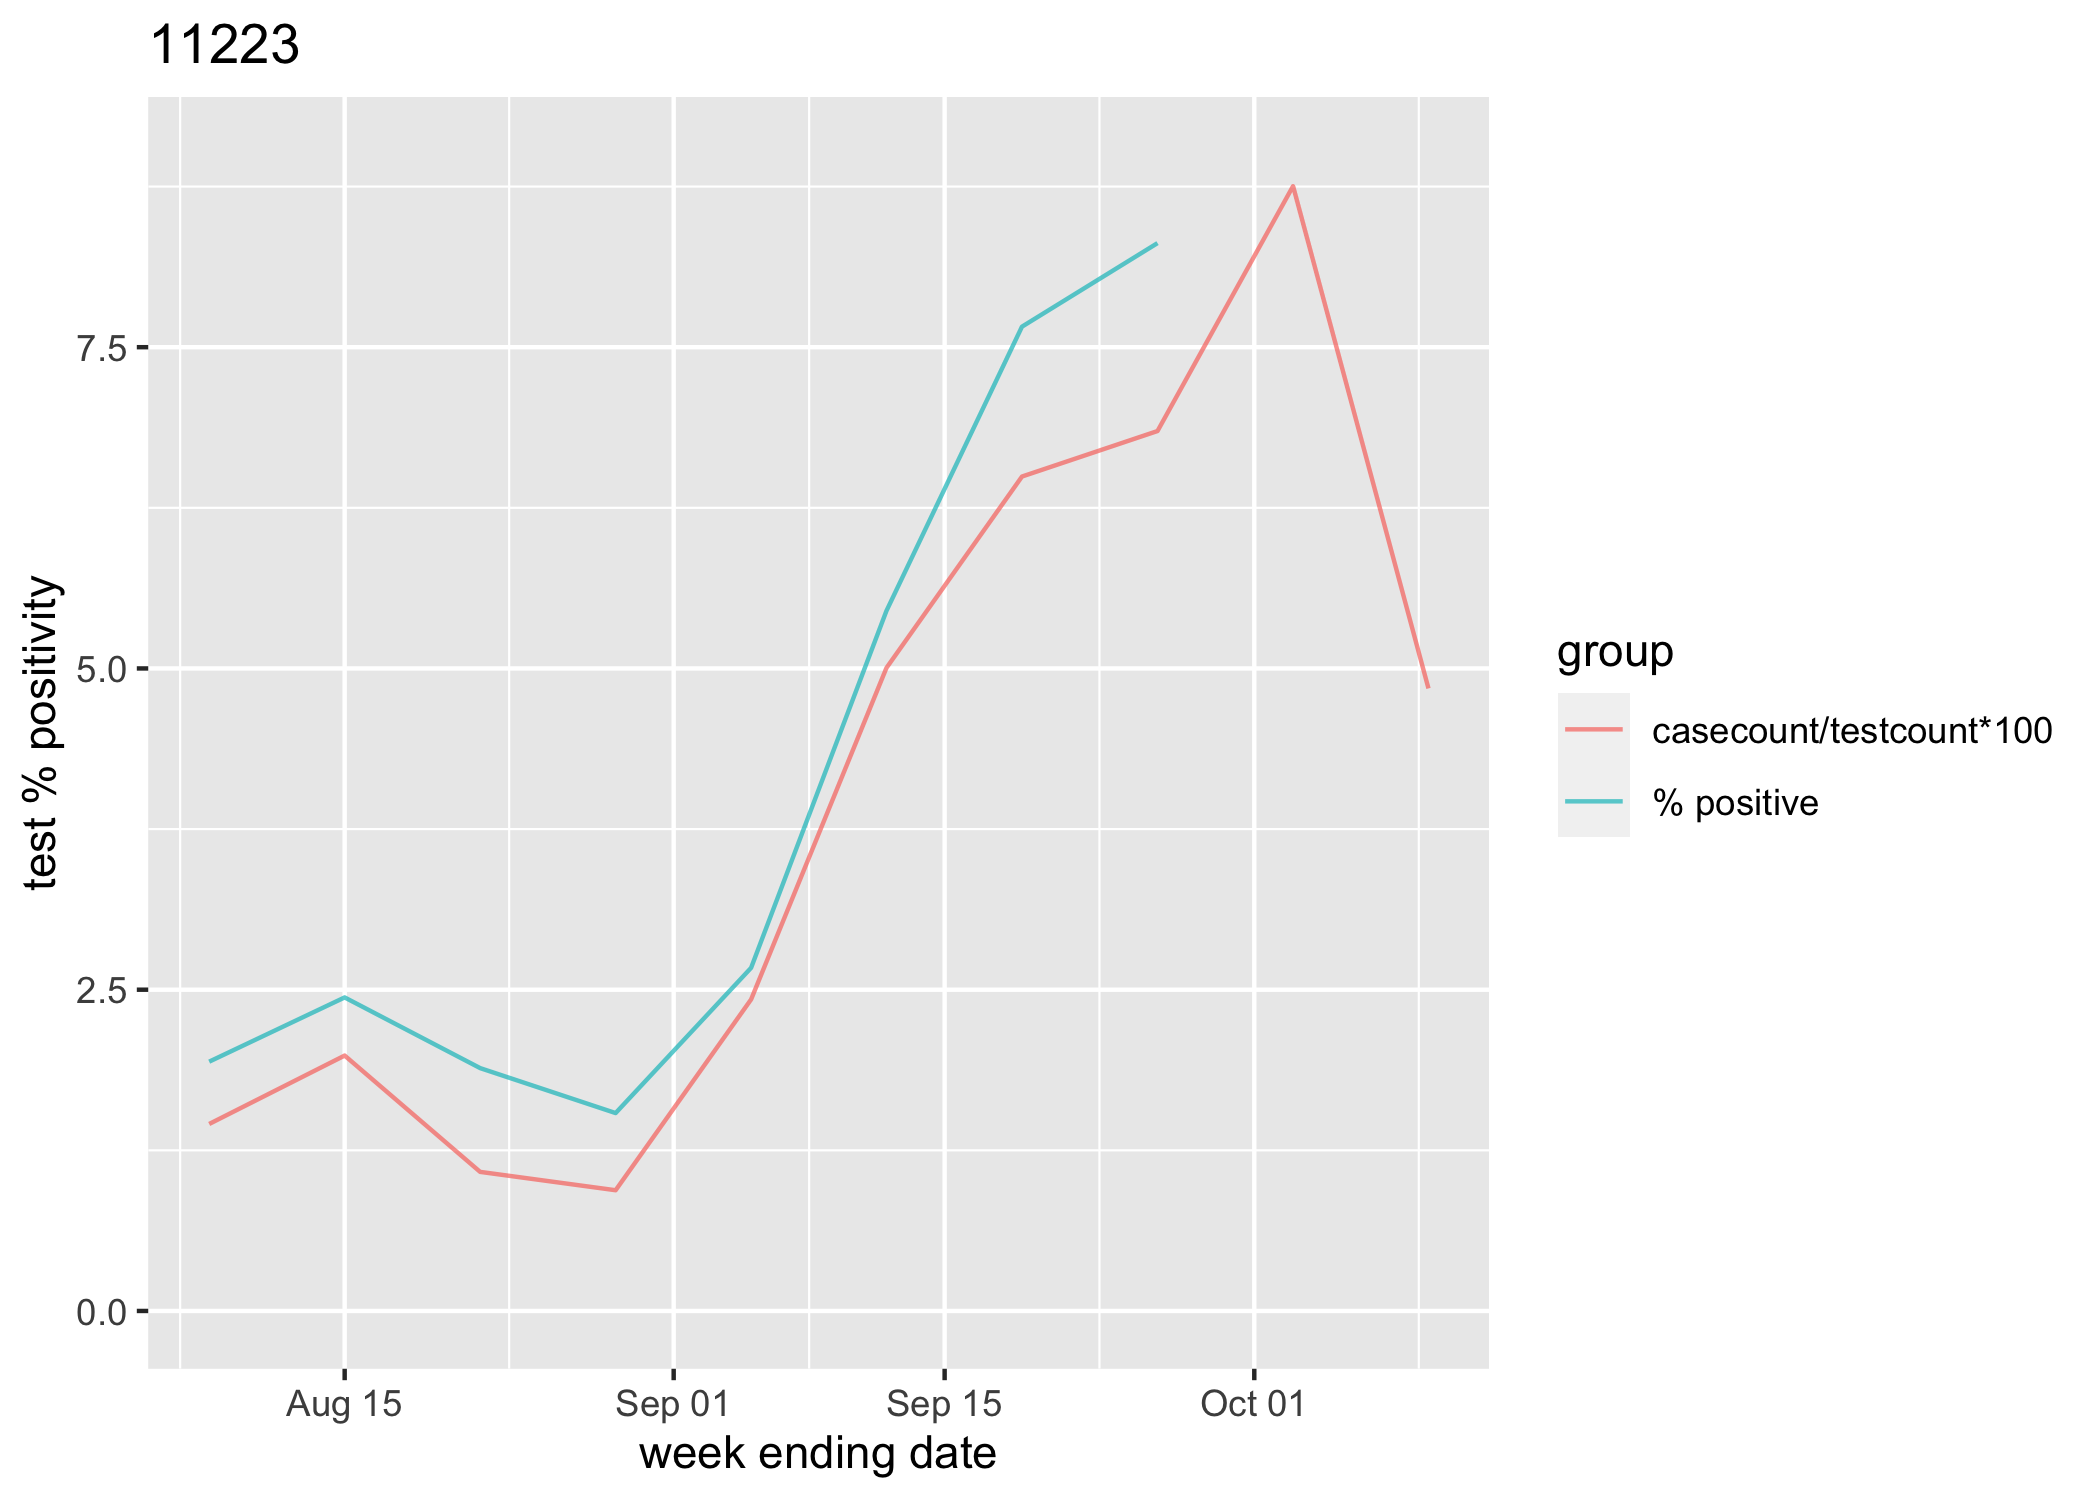 11223
test % positivity
7.5
5.0
2.5
0.0
Aug 15
Sep 01
Sep 15
Oct 01
week ending date
group
casecount/testcount*100
% positive